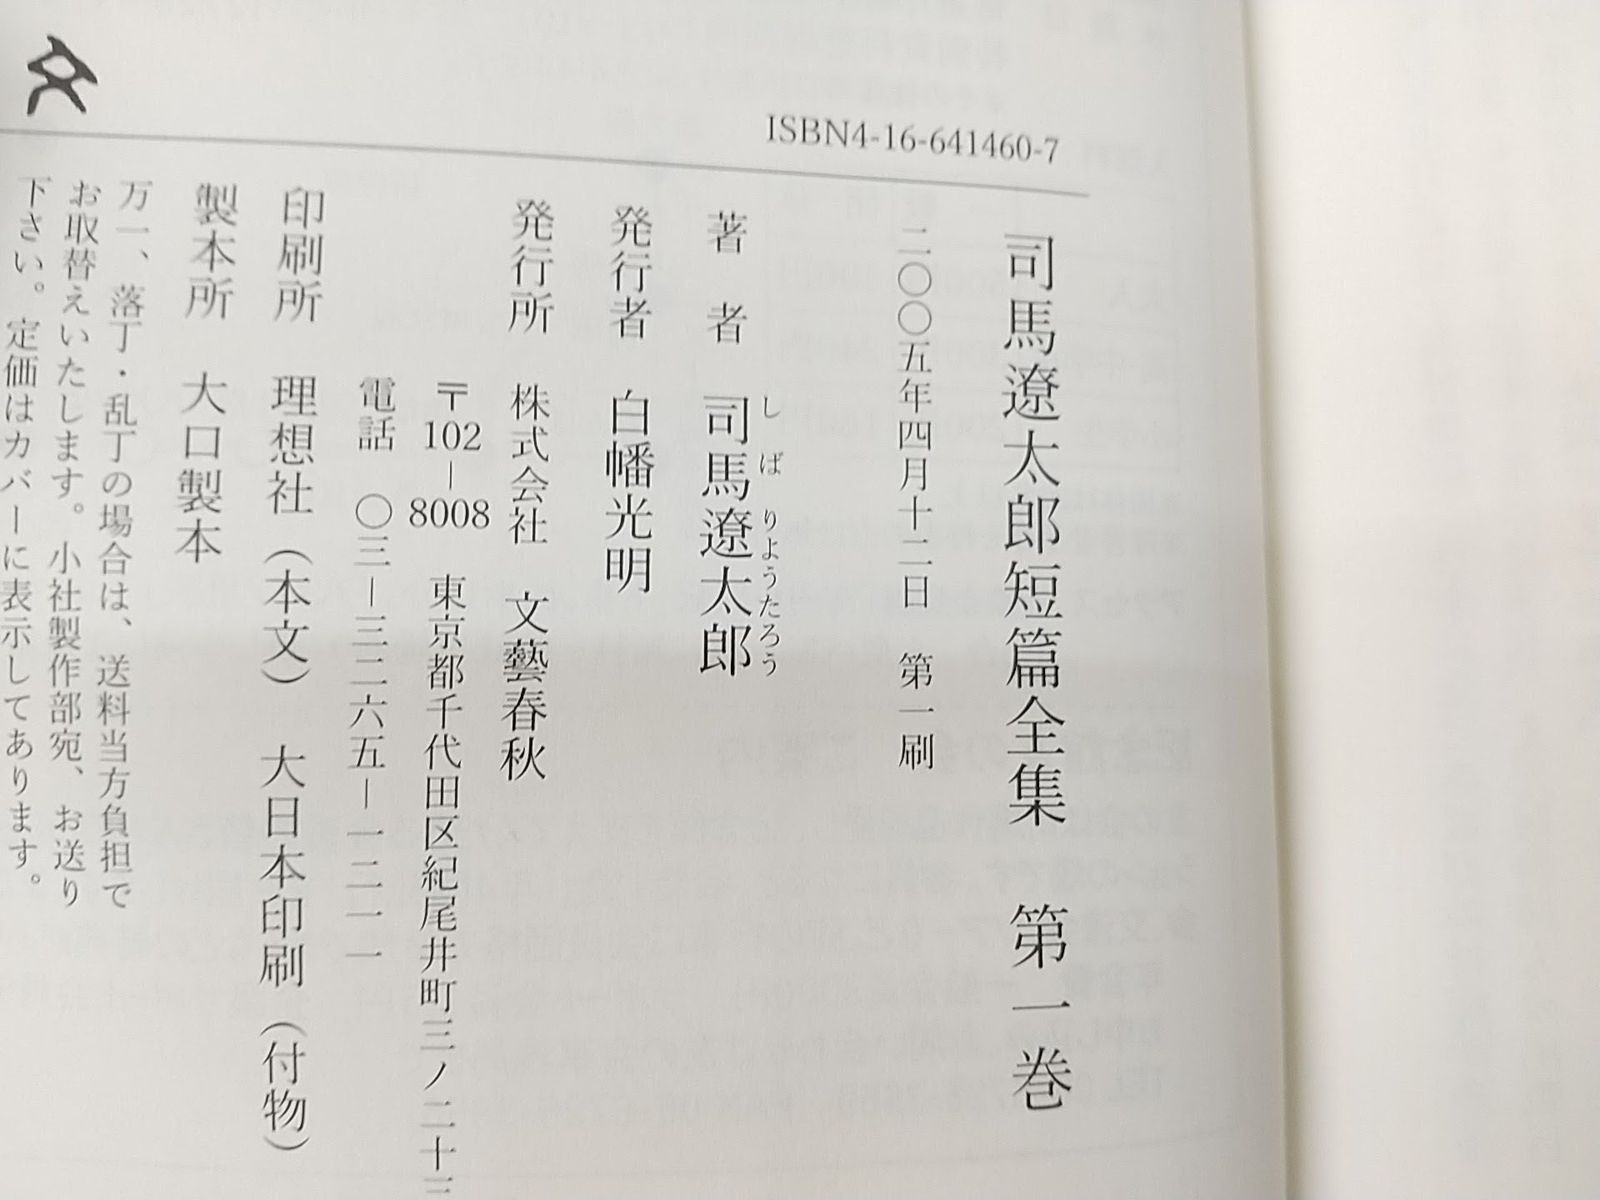 ISBN4-16-641460-7
司馬遼太郎短篇全集 第一巻
二〇〇五年四月十二日 第一刷
著者 司馬遼太郎
しばりようたろう
発行者 白幡光明
発行所 株式会社 文藝春秋
〒102-8008 東京都千代田区紀尾井町三ノ二十三
電話 〇三-三二六五-一二一一
印刷所 理想社（本文） 大日本印刷（付物）
製本所 大口製本
万一、落丁・乱丁の場合は、送料当方負担で
お取替えいたします。小社製作部宛、お送り
下さい。定価はカバーに表示してあります。